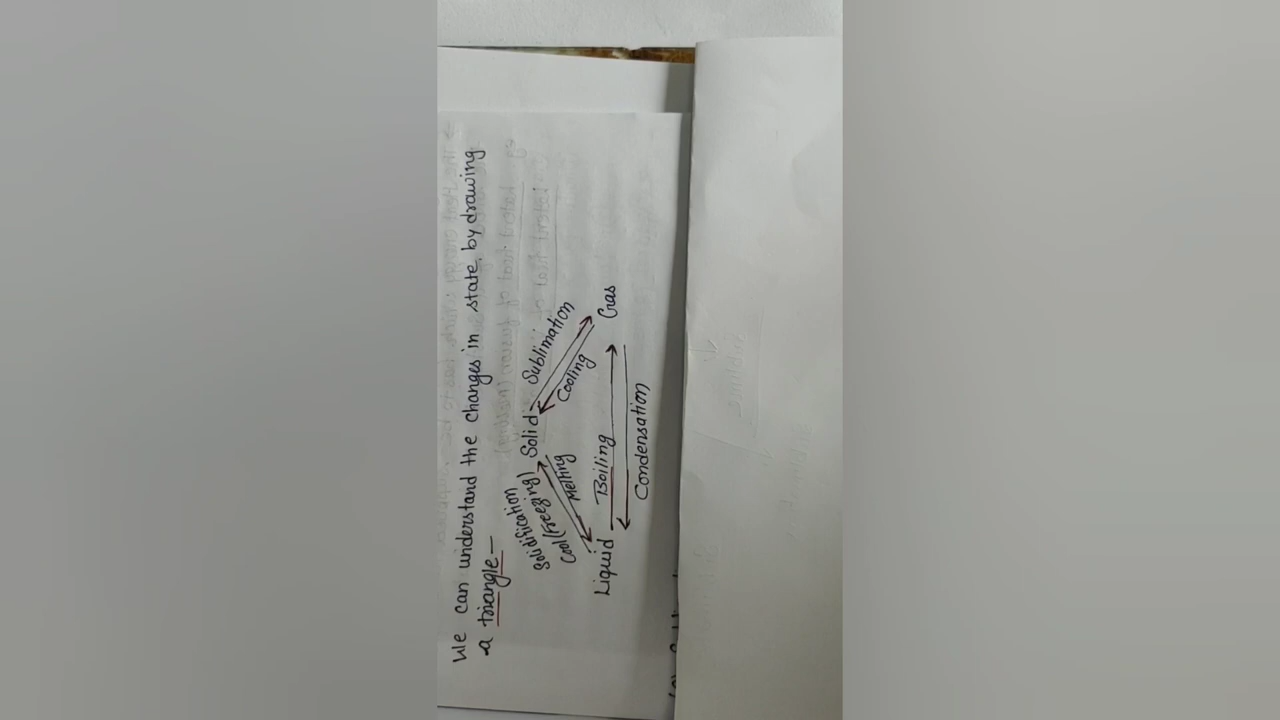 We can understand the changes in state, by drawing
a triangle—
Solid
Solidification
Cool(freezing)
Melting
Sublimation
Cooling
Liquid
Boiling
Gas
Condensation